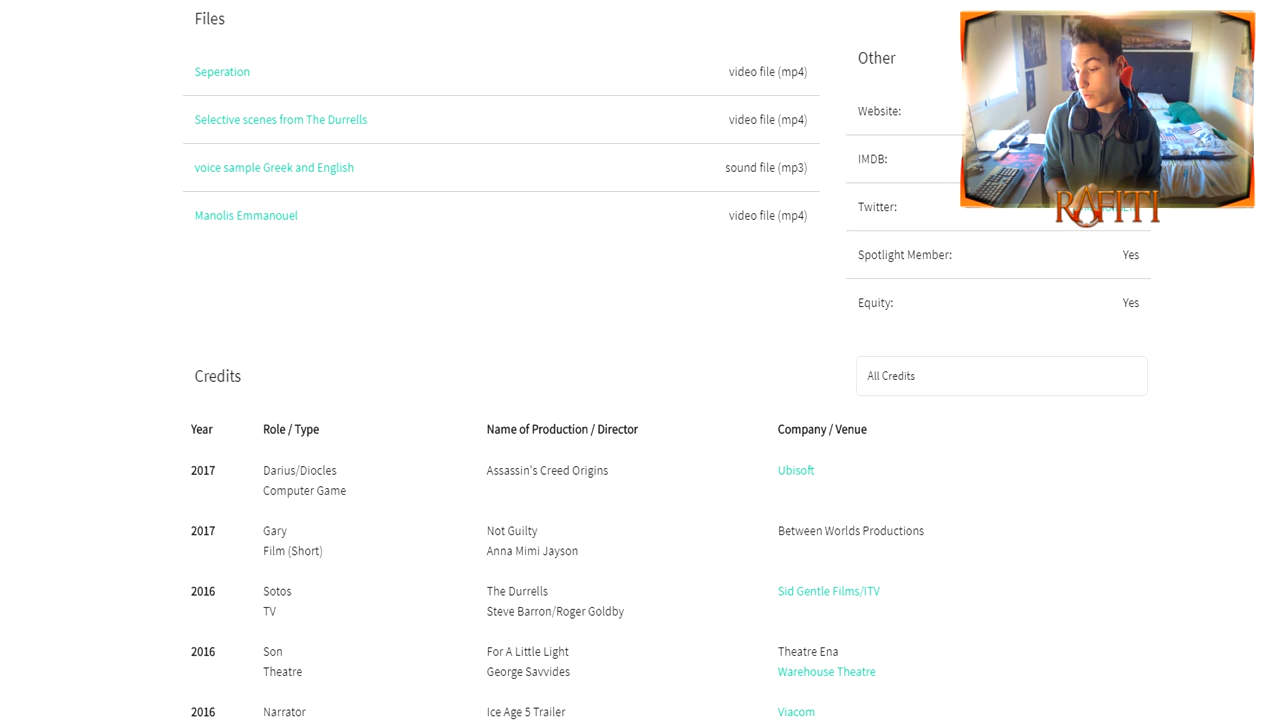 Files
Seperation video file (mp4)
Selective scenes from The Durrells video file (mp4)
voice sample Greek and English sound file (mp3)
Manolis Emmanouel video file (mp4)
Other
Website:
IMDB:
Twitter:
RAFITI
Spotlight Member: Yes
Equity: Yes
Credits
All Credits
Year Role / Type Name of Production / Director Company / Venue
2017 Darius/Diocles Assassin's Creed Origins Ubisoft
Computer Game
2017 Gary Not Guilty Between Worlds Productions
Film (Short) Anna Mimi Jayson
2016 Sotos The Durrells Sid Gentle Films/ITV
TV Steve Barron/Roger Goldby
2016 Son For A Little Light Theatre Ena
Theatre George Savvides Warehouse Theatre
2016 Narrator Ice Age 5 Trailer Viacom